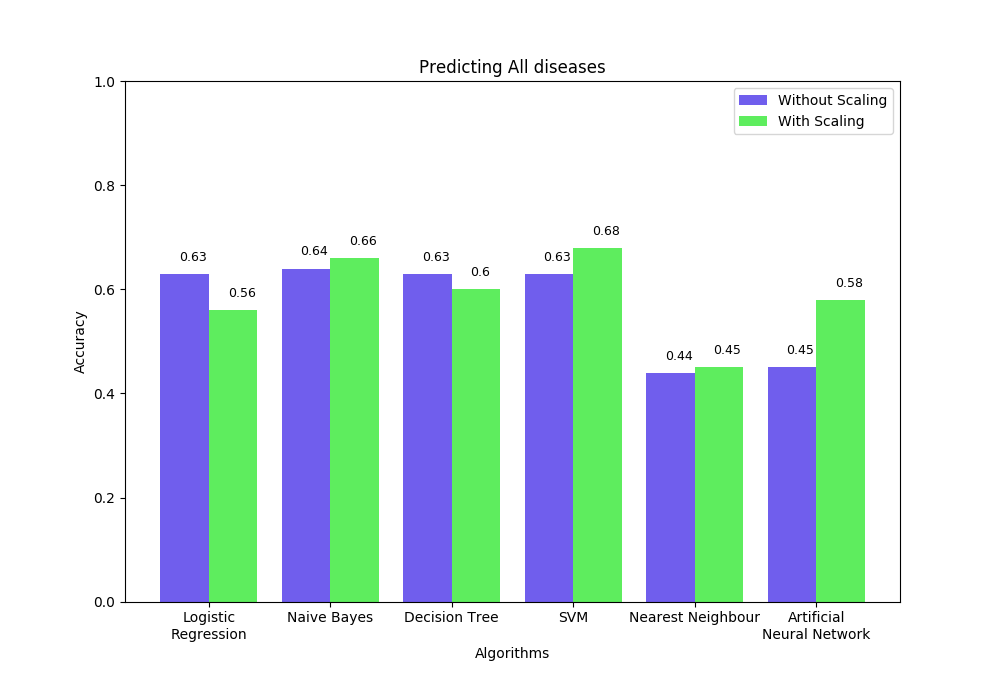 Predicting All diseases
1.0
0.8
0.6
0.4
0.2
0.0
Accuracy
Without Scaling
With Scaling
0.63
0.56
0.64
0.66
0.63
0.6
0.63
0.68
0.44
0.45
0.45
0.58
Logistic
Regression
Naive Bayes
Decision Tree
SVM
Nearest Neighbour
Artificial
Neural Network
Algorithms